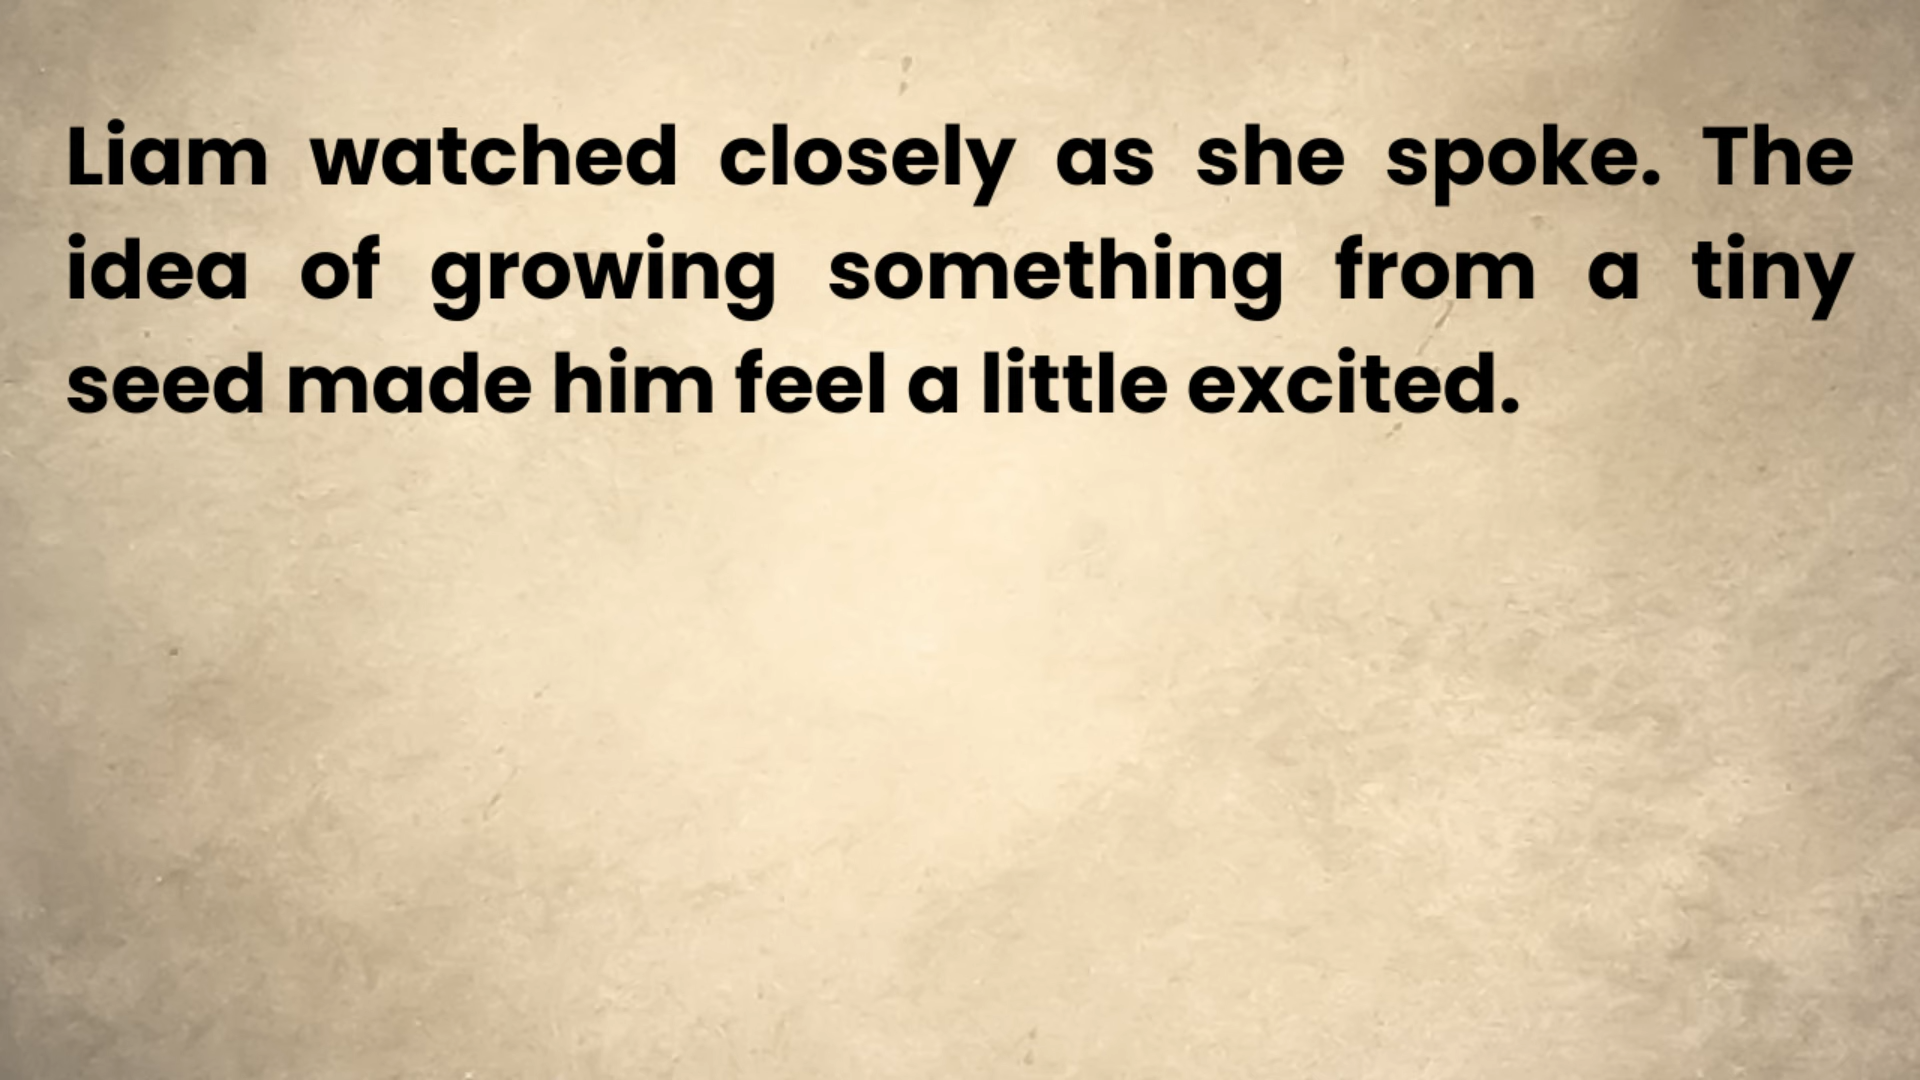 Liam watched closely as she spoke. The
idea of growing something from a tiny
seed made him feel a little excited.